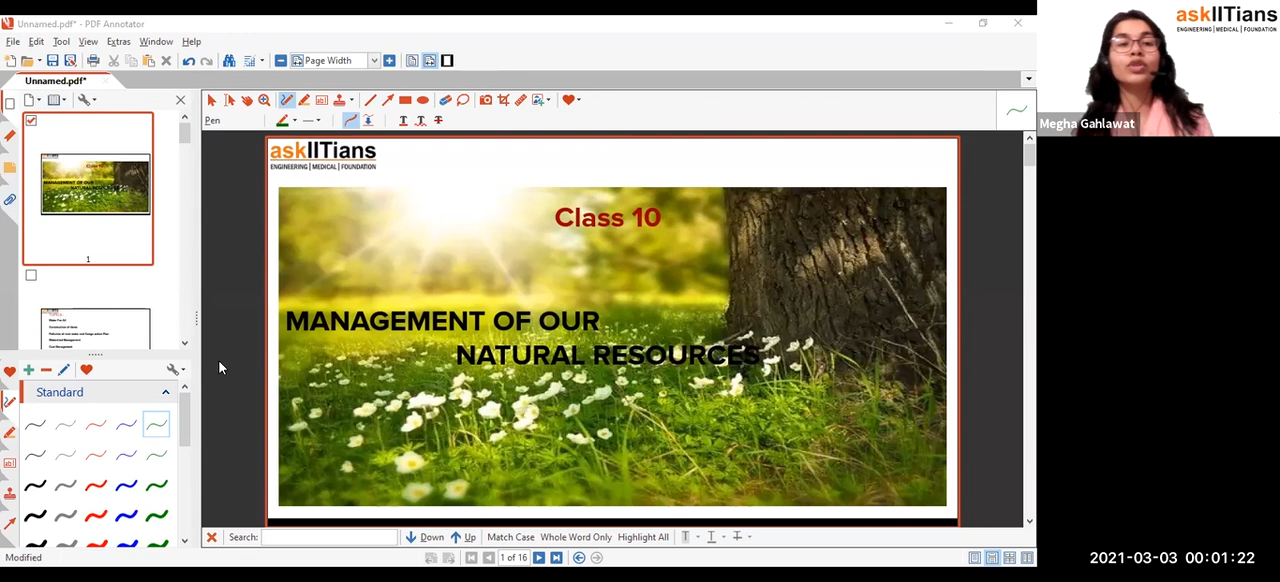 Unnamed.pdf* - PDF Annotator
File Edit Tool View Extras Window Help
Page Width
Unnamed.pdf*
Pen
askIITians
ENGINEERING | MEDICAL | FOUNDATION
Class 10
MANAGEMENT OF OUR
NATURAL RESOURCES
1
Standard
Search: Down Up Match Case Whole Word Only Highlight All
Modified
1 of 16
askIITians
ENGINEERING | MEDICAL | FOUNDATION
Megha Gahlawat
2021-03-03 00:01:22